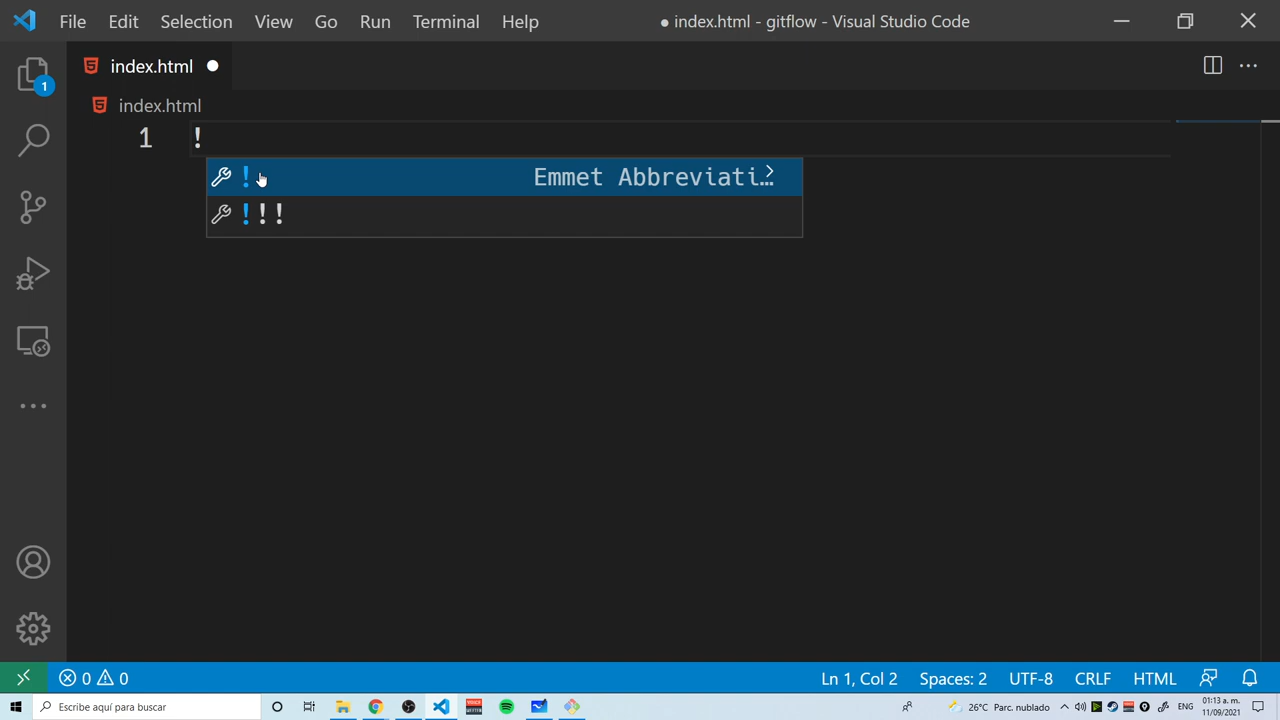 File Edit Selection View Go Run Terminal Help ● index.html - gitflow - Visual Studio Code
index.html
1
index.html
1 !
! Emmet Abbreviati…
!!!
0 0 Ln 1, Col 2 Spaces: 2 UTF-8 CRLF HTML
Escribe aquí para buscar 26°C Parc. nublado ENG 01:13 a. m.
11/09/2021